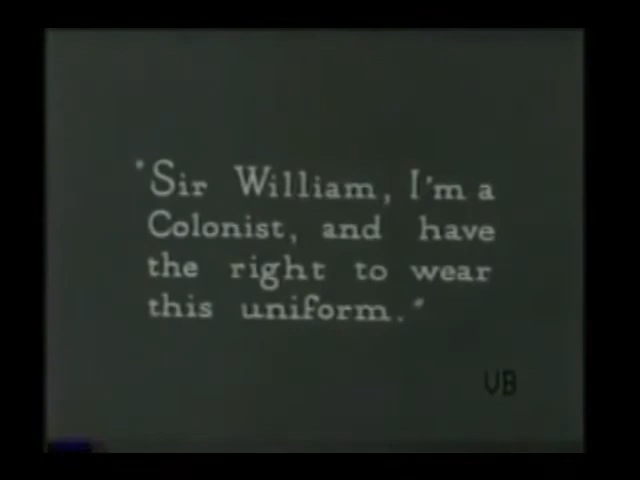 "Sir William, I'm a
Colonist, and have
the right to wear
this uniform."
VB